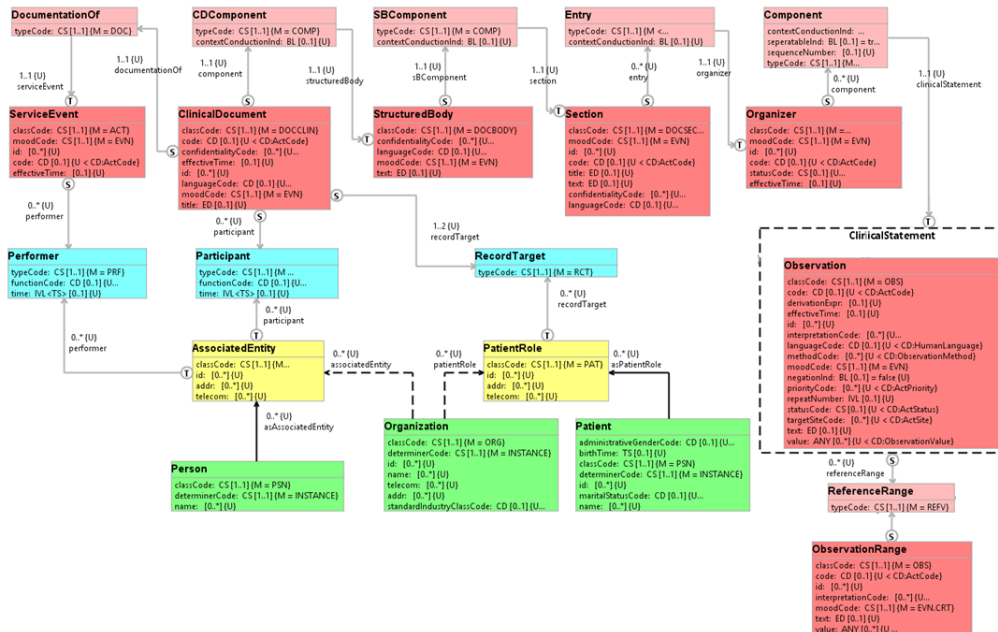 DocumentationOf
typeCode: CS [1..1] {M = DOC}
CDComponent
typeCode: CS [1..1] {M = COMP}
contextConductionInd: BL [0..1] {U}
SBComponent
typeCode: CS [1..1] {M = COMP}
contextConductionInd: BL [0..1] {U}
Entry
typeCode: CS [1..1] {M <...
contextConductionInd: BL [0..1] {U}
Component
contextConductionInd: ...
seperatableInd: BL [0..1] = tr...
sequenceNumber: [0..1] {U}
typeCode: CS [1..1] {M...
1..1 {U}
serviceEvent
1..1 {U}
documentationOf
1..1 {U}
component
1..1 {U}
structuredBody
1..1 {U}
sBComponent
1..1 {U}
section
0..* {U}
entry
1..1 {U}
organizer
0..* {U}
component
1..1 {U}
clinicalStatement
ServiceEvent
classCode: CS [1..1] {M = ACT}
moodCode: CS [1..1] {M = EVN}
id: [0..*] {U}
code: CD [0..1] {U < CD:ActCode}
effectiveTime: [0..1] {U}
ClinicalDocument
classCode: CS [1..1] {M = DOCCLIN}
code: CD [0..1] {U < CD:ActCode}
confidentialityCode: [0..*] {U...
effectiveTime: [0..1] {U}
id: [0..*] {U}
languageCode: CD [0..1] {U...
moodCode: CS [1..1] {M = EVN}
title: ED [0..1] {U}
StructuredBody
classCode: CS [1..1] {M = DOCBODY}
confidentialityCode: [0..*] {U...
languageCode: CD [0..1] {U...
moodCode: CS [1..1] {M = EVN}
text: ED [0..1] {U}
Section
classCode: CS [1..1] {M = DOCSEC...
moodCode: CS [1..1] {M = EVN}
id: [0..*] {U}
code: CD [0..1] {U < CD:ActCode}
title: ED [0..1] {U}
text: ED [0..1] {U}
confidentialityCode: [0..*] {U...
languageCode: CD [0..1] {U...
Organizer
classCode: CS [1..1] {M =...
moodCode: CS [1..1] {M = EVN}
id: [0..*] {U}
code: CD [0..1] {U < CD:ActCode}
statusCode: CS [0..1] {U...
effectiveTime: [0..1] {U}
T
S
S
S
T
S
T
S
T
S
T
S
S
S
S
T
0..* {U}
performer
0..* {U}
participant
1..2 {U}
recordTarget
Performer
typeCode: CS [1..1] {M = PRF}
functionCode: CD [0..1] {U...
time: IVL<TS> [0..1] {U}
Participant
typeCode: CS [1..1] {M ...
functionCode: CD [0..1] {U...
time: IVL<TS> [0..1] {U}
RecordTarget
typeCode: CS [1..1] {M = RCT}
ClinicalStatement
Observation
classCode: CS [1..1] {M = OBS}
code: CD [0..1] {U < CD:ActCode}
derivationExpr: [0..1] {U}
effectiveTime: [0..1] {U}
id: [0..*] {U}
interpretationCode: [0..*] {U...
languageCode: CD [0..1] {U < CD:HumanLanguage}
methodCode: [0..*] {U < CD:ObservationMethod}
moodCode: CS [1..1] {M = EVN}
negationInd: BL [0..1] = false {U}
priorityCode: [0..*] {U < CD:ActPriority}
repeatNumber: IVL [0..1] {U}
statusCode: CS [0..1] {U < CD:ActStatus}
targetSiteCode: [0..*] {U < CD:ActSite}
text: ED [0..1] {U}
value: ANY [0..*] {U < CD:ObservationValue}
0..* {U}
performer
0..* {U}
participant
0..* {U}
recordTarget
T
T
T
AssociatedEntity
classCode: CS [1..1] {M...
id: [0..*] {U}
addr: [0..*] {U}
telecom: [0..*] {U}
0..* {U}
associatedEntity
0..* {U}
patientRole
PatientRole
classCode: CS [1..1] {M = PAT}
id: [0..*] {U}
addr: [0..*] {U}
telecom: [0..*] {U}
0..* {U}
asPatientRole
0..* {U}
asAssociatedEntity
Person
classCode: CS [1..1] {M = PSN}
determinerCode: CS [1..1] {M = INSTANCE}
name: [0..*] {U}
Organization
classCode: CS [1..1] {M = ORG}
determinerCode: CS [1..1] {M = INSTANCE}
id: [0..*] {U}
name: [0..*] {U}
telecom: [0..*] {U}
addr: [0..*] {U}
standardIndustryClassCode: CD [0..1] {U...
Patient
administrativeGenderCode: CD [0..1] {U...
birthTime: TS [0..1] {U}
classCode: CS [1..1] {M = PSN}
determinerCode: CS [1..1] {M = INSTANCE}
id: [0..*] {U}
maritalStatusCode: CD [0..1] {U...
name: [0..*] {U}
S
0..* {U}
referenceRange
ReferenceRange
typeCode: CS [1..1] {M = REFV}
S
ObservationRange
classCode: CS [1..1] {M = OBS}
code: CD [0..1] {U < CD:ActCode}
id: [0..*] {U}
interpretationCode: [0..*] {U...
moodCode: CS [1..1] {M = EVN.CRT}
text: ED [0..1] {U}
value: ANY [0..*] {U ...